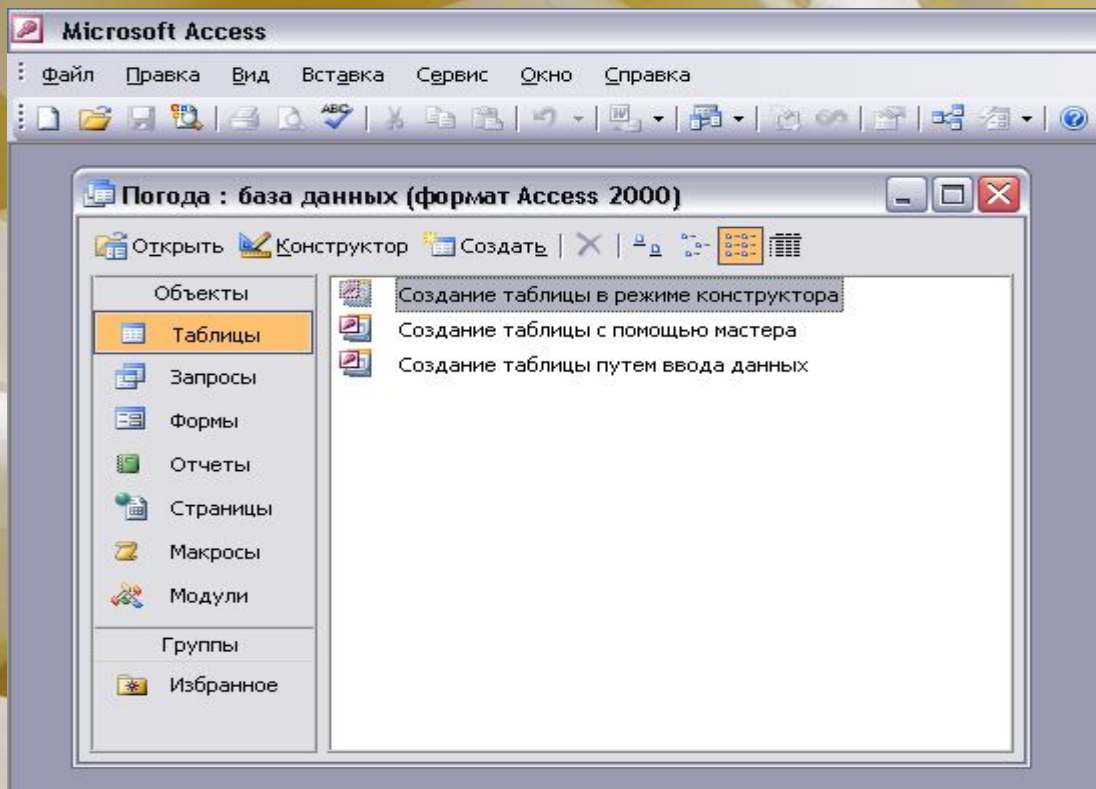 Microsoft Access
Файл Правка Вид Вставка Сервис Окно Справка
Погода : база данных (формат Access 2000)
Открыть Конструктор Создать
Объекты
Таблицы
Запросы
Формы
Отчеты
Страницы
Макросы
Модули
Группы
Избранное
Создание таблицы в режиме конструктора
Создание таблицы с помощью мастера
Создание таблицы путем ввода данных